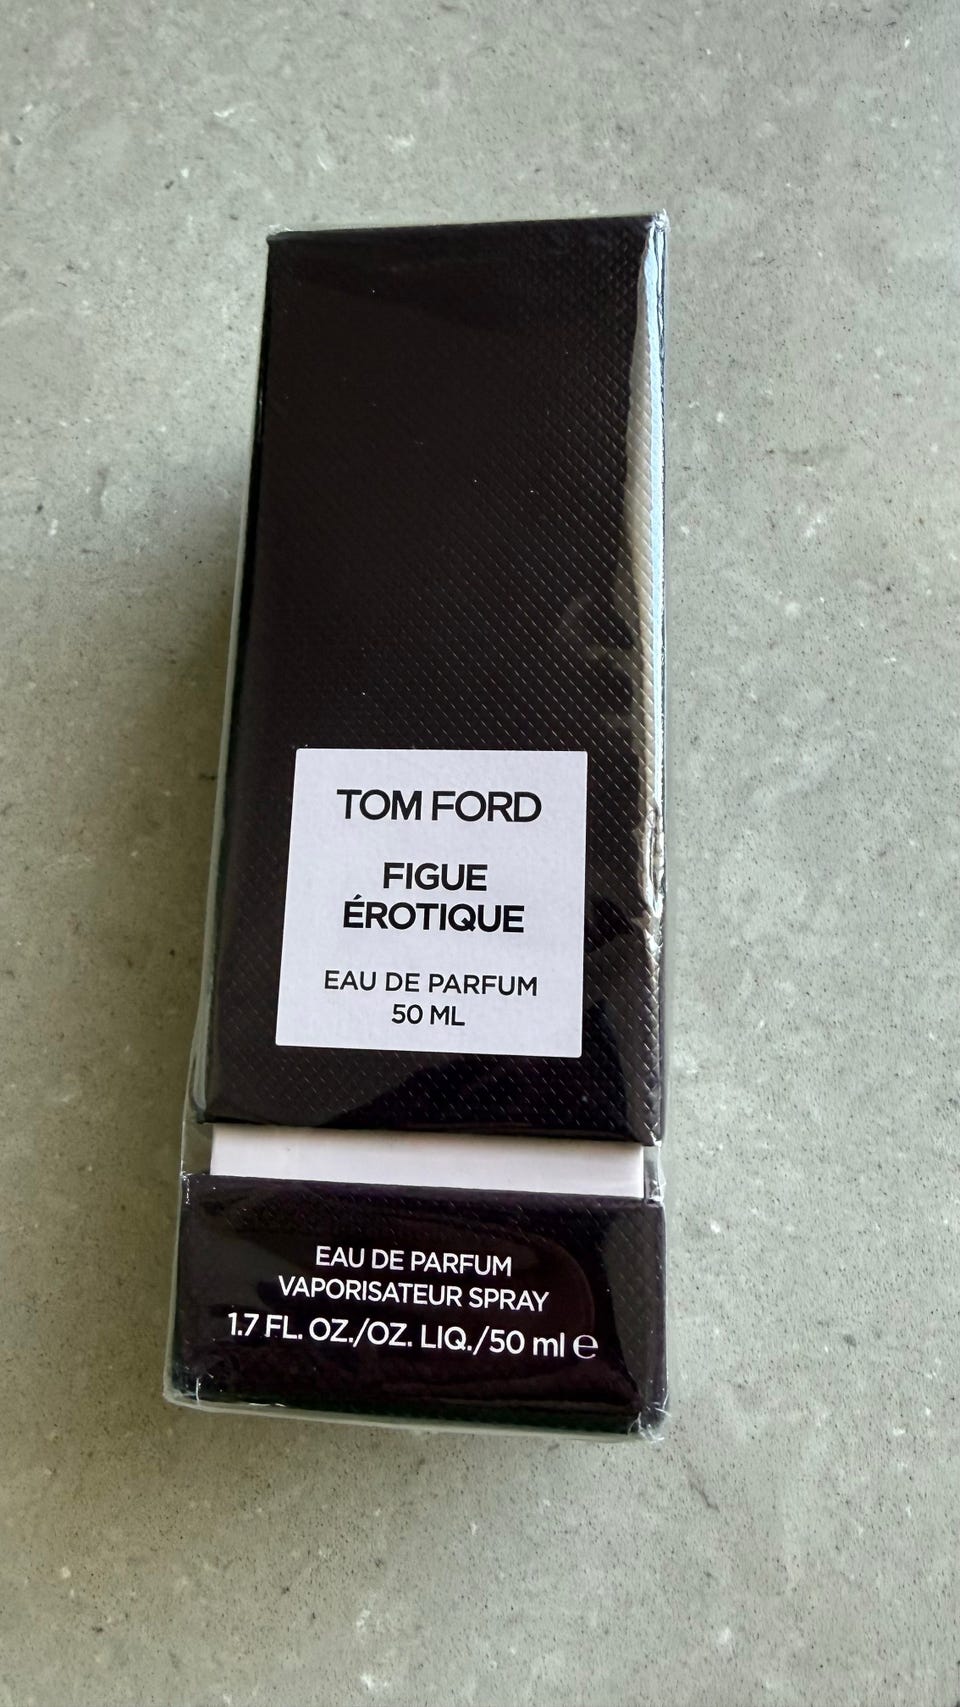 TOM FORD
FIGUE
ÉROTIQUE
EAU DE PARFUM
50 ML
EAU DE PARFUM
VAPORISATEUR SPRAY
1.7 FL. OZ./OZ. LIQ./50 ml ℮